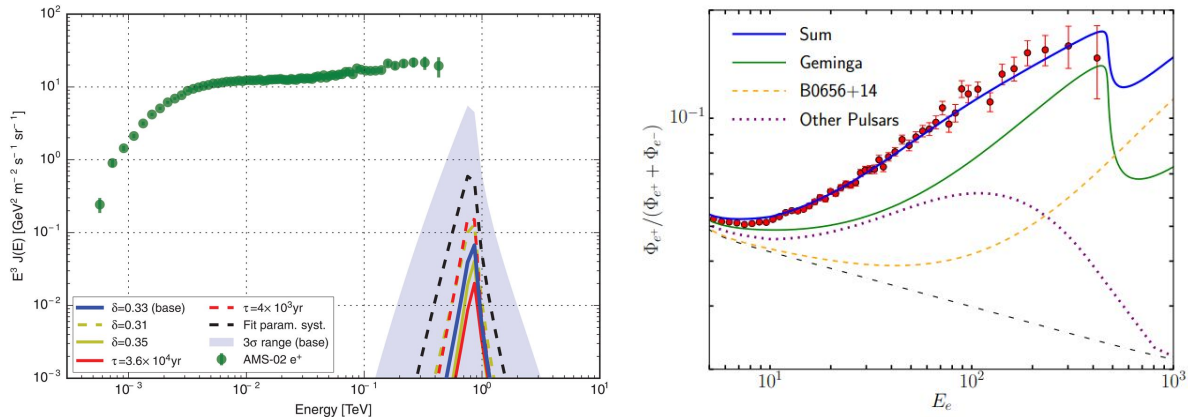 E³ J(E) [GeV² m⁻² s⁻¹ sr⁻¹]
10³
10²
10¹
10⁰
10⁻¹
10⁻²
10⁻³
δ=0.33 (base)
δ=0.31
δ=0.35
τ=3.6× 10⁴yr
τ=4× 10³yr
Fit param. syst.
3σ range (base)
AMS-02 e⁺
10⁻³
10⁻²
10⁻¹
10⁰
10¹
Energy [TeV]
Φₑ⁺/(Φₑ⁺ + Φₑ⁻)
10⁻¹
Sum
Geminga
B0656+14
Other Pulsars
10¹
10²
10³
Eₑ